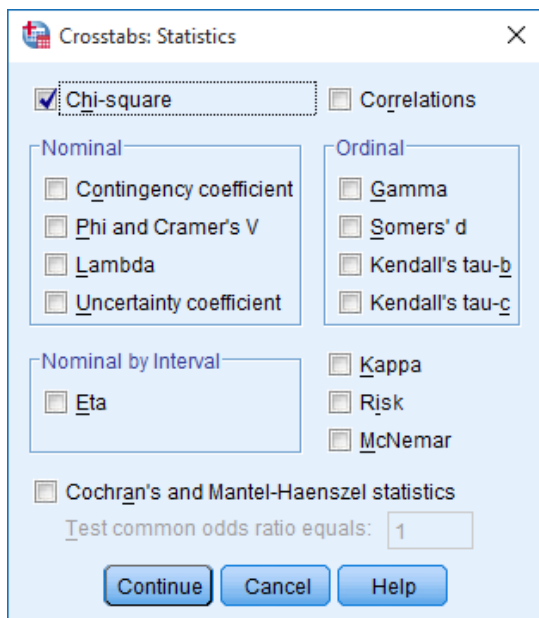 Crosstabs: Statistics
Chi-square
Correlations
Nominal
Contingency coefficient
Phi and Cramer's V
Lambda
Uncertainty coefficient
Ordinal
Gamma
Somers' d
Kendall's tau-b
Kendall's tau-c
Nominal by Interval
Eta
Kappa
Risk
McNemar
Cochran's and Mantel-Haenszel statistics
Test common odds ratio equals: 1
Continue Cancel Help